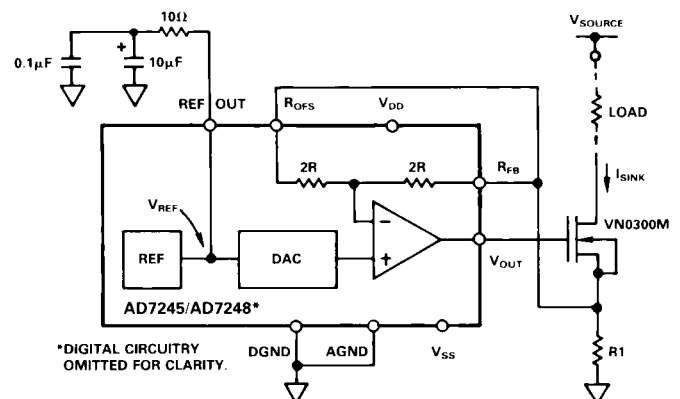 10Ω
V_SOURCE
0.1µF
+
10µF
REF OUT
R_OFS
V_DD
LOAD
2R
2R
R_FB
I_SINK
V_REF
VN0300M
REF
DAC
−
+
V_OUT
AD7245/AD7248*
*DIGITAL CIRCUITRY
OMITTED FOR CLARITY.
DGND
AGND
V_SS
R1